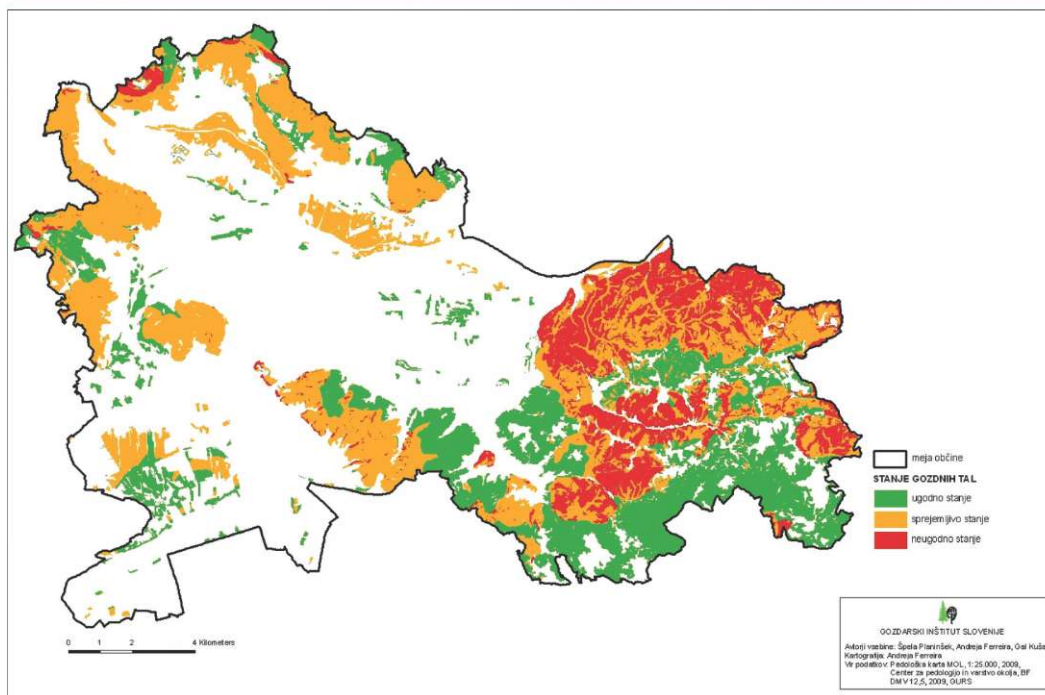 meja občine
STANJE GOZDNIH TAL
ugodno stanje
sprejemljivo stanje
neugodno stanje
0 1 2 4 Kilometers
GOZDARSKI INŠTITUT SLOVENIJE
Avtorji vsebine: Špela Planinšek, Andreja Ferreira, Gal Kuša
Kartografija: Andreja Ferreira
Vir podatkov: Pedološka karta MOL, 1:25.000, 2009,
Center za pedologijo in varstvo okolja, BF
DMV 12,5, 2009, GURS